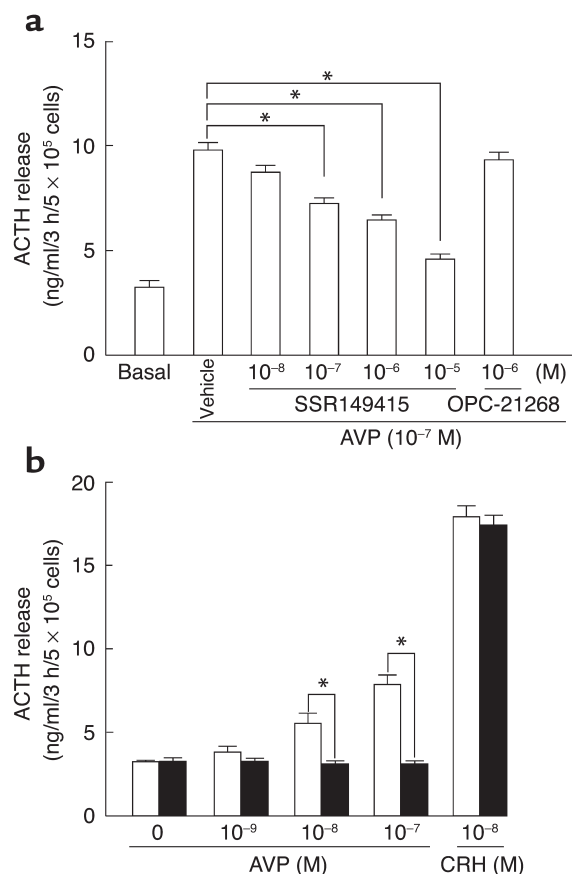 a
15
10
5
0
ACTH release
(ng/ml/3 h/5 × 10⁵ cells)
*
*
*
Basal
Vehicle
10⁻⁸ 10⁻⁷ 10⁻⁶ 10⁻⁵ 10⁻⁶ (M)
SSR149415 OPC-21268
AVP (10⁻⁷ M)
b
20
15
10
5
0
ACTH release
(ng/ml/3 h/5 × 10⁵ cells)
*
*
0 10⁻⁹ 10⁻⁸ 10⁻⁷ 10⁻⁸
AVP (M) CRH (M)